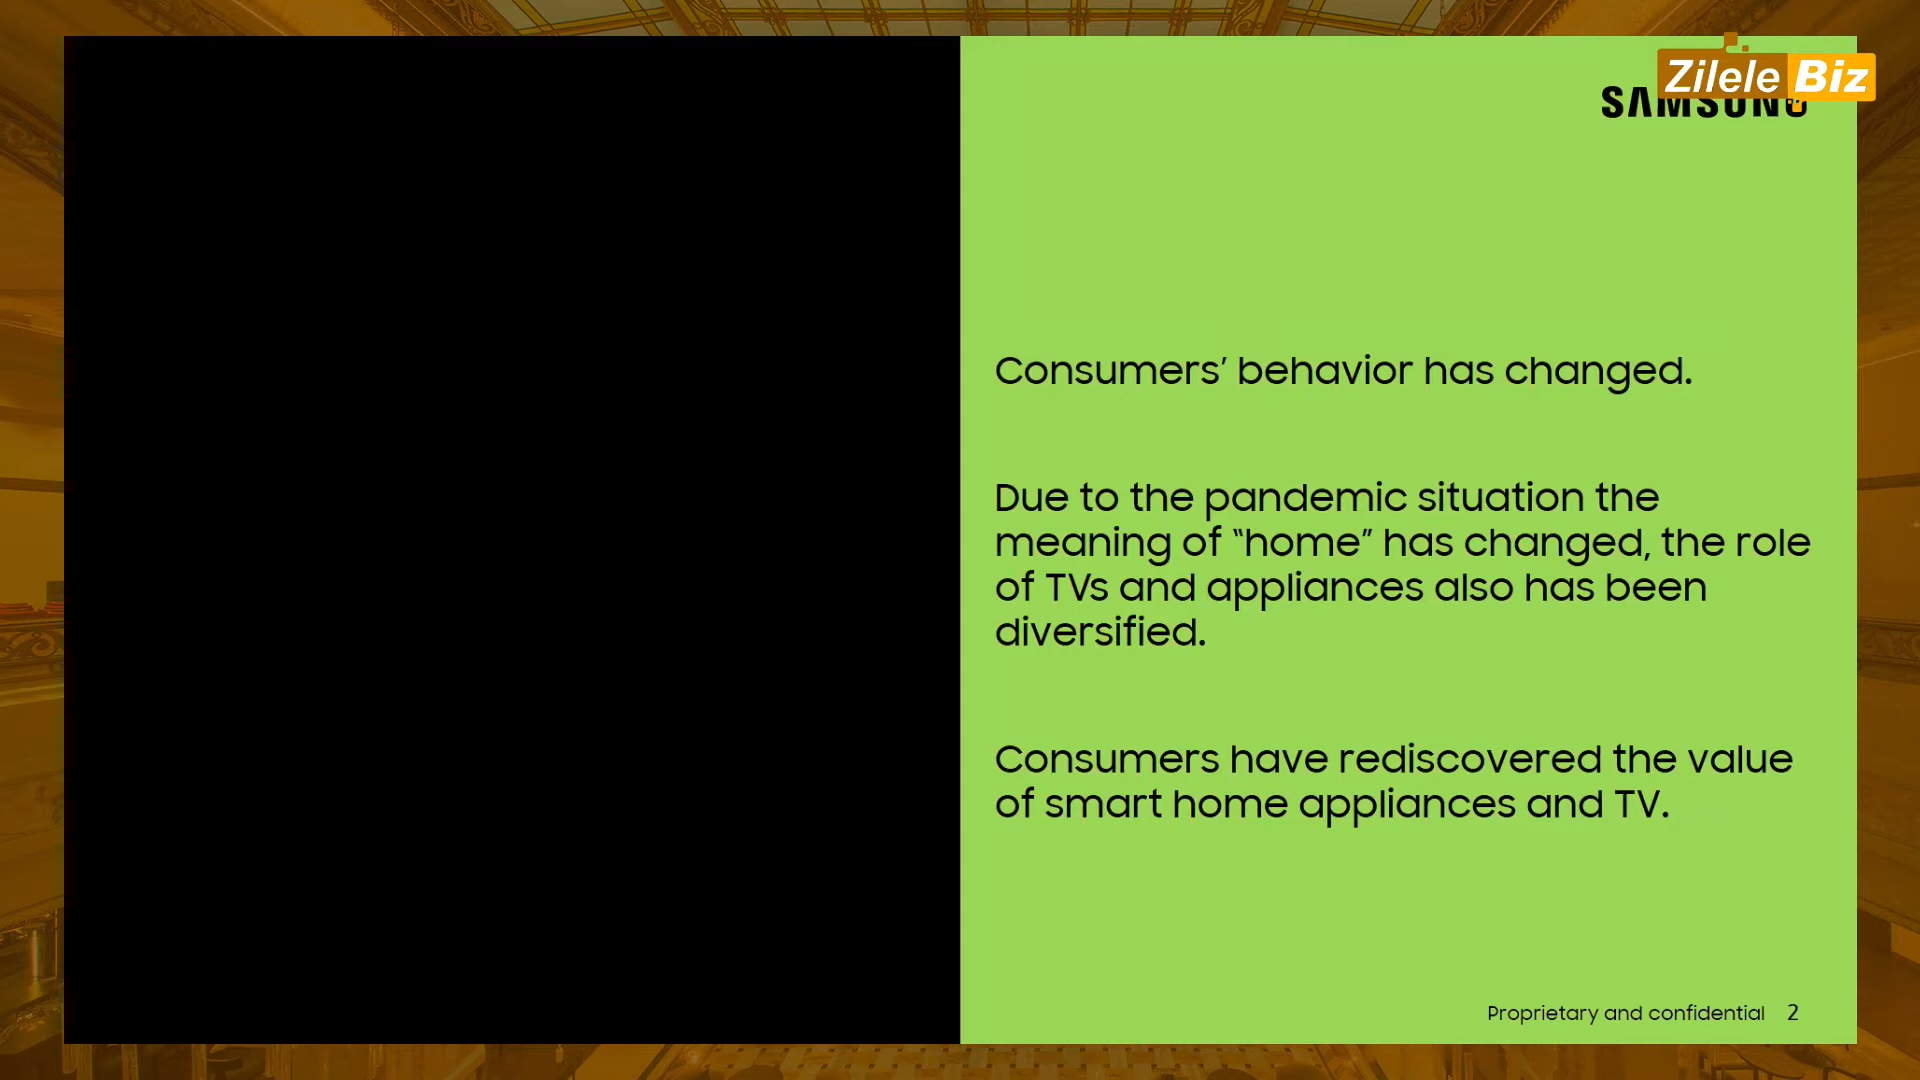 Zilele Biz
SAMSUNG
Consumers’ behavior has changed.
Due to the pandemic situation the
meaning of “home” has changed, the role
of TVs and appliances also has been
diversified.
Consumers have rediscovered the value
of smart home appliances and TV.
Proprietary and confidential 2